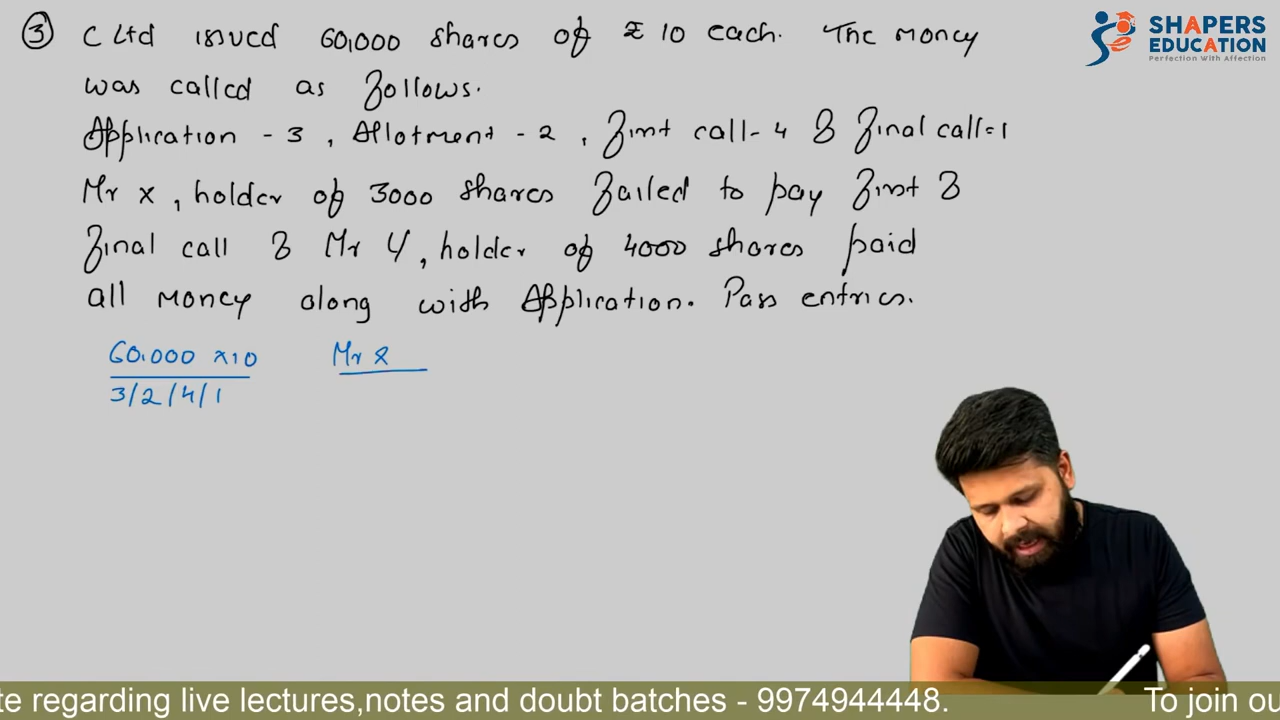 ③ C Ltd issued 60,000 shares of ₹ 10 each. The Money
was called as follows.
Application - 3, Allotment - 2, first call - 4 & final call = 1
Mr X, holder of 3000 shares failed to pay first &
final call & Mr Y, holder of 4000 shares paid
all money along with Application. Pass entries.
60,000 × 10 Mr X
3/2/4/1
SHAPERS
EDUCATION
Perfection With Affection
te regarding live lectures,notes and doubt batches - 9974944448. To join ou